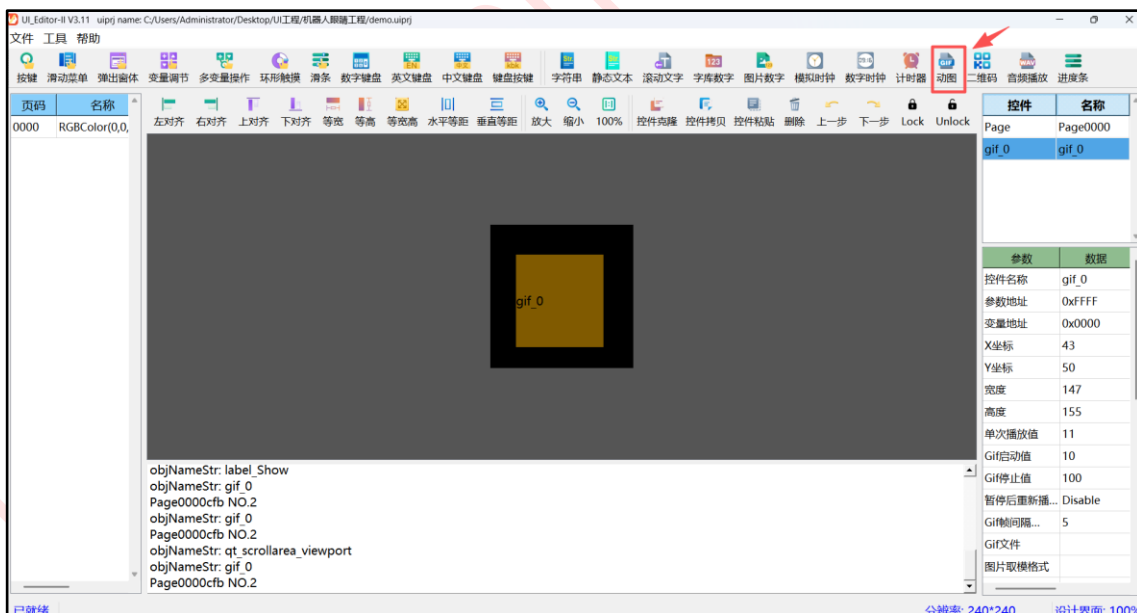 UI_Editor-II V3.11 uiprj name: C:/Users/Administrator/Desktop/UI工程/机器人眼睛工程/demo.uiprj
文件 工具 帮助
按键 滑动菜单 弹出窗体 变量调节 多变量操作 环形触摸 滑条 数字键盘 英文键盘 中文键盘 键盘按键 字符串 静态文本 滚动文字 字库数字 图片数字 模拟时钟 数字时钟 计时器 动图 二维码 音频播放 进度条
页码 名称
0000 RGBColor(0,0,
左对齐 右对齐 上对齐 下对齐 等宽 等高 等宽高 水平等距 垂直等距 放大 缩小 100% 控件克隆 控件拷贝 控件粘贴 删除 上一步 下一步 Lock Unlock
gif_0
控件 名称
Page Page0000
gif_0 gif_0
参数 数据
控件名称 gif_0
参数地址 0xFFFF
变量地址 0x0000
X坐标 43
Y坐标 50
宽度 147
高度 155
单次播放值 11
Gif启动值 10
Gif停止值 100
暂停后重新播... Disable
Gif帧间隔... 5
Gif文件
图片取模格式
objNameStr: label_Show
objNameStr: gif_0
Page0000cfb NO.2
objNameStr: gif_0
Page0000cfb NO.2
objNameStr: qt_scrollarea_viewport
objNameStr: gif_0
Page0000cfb NO.2
已就绪 分辨率: 240*240 设计界面: 100%